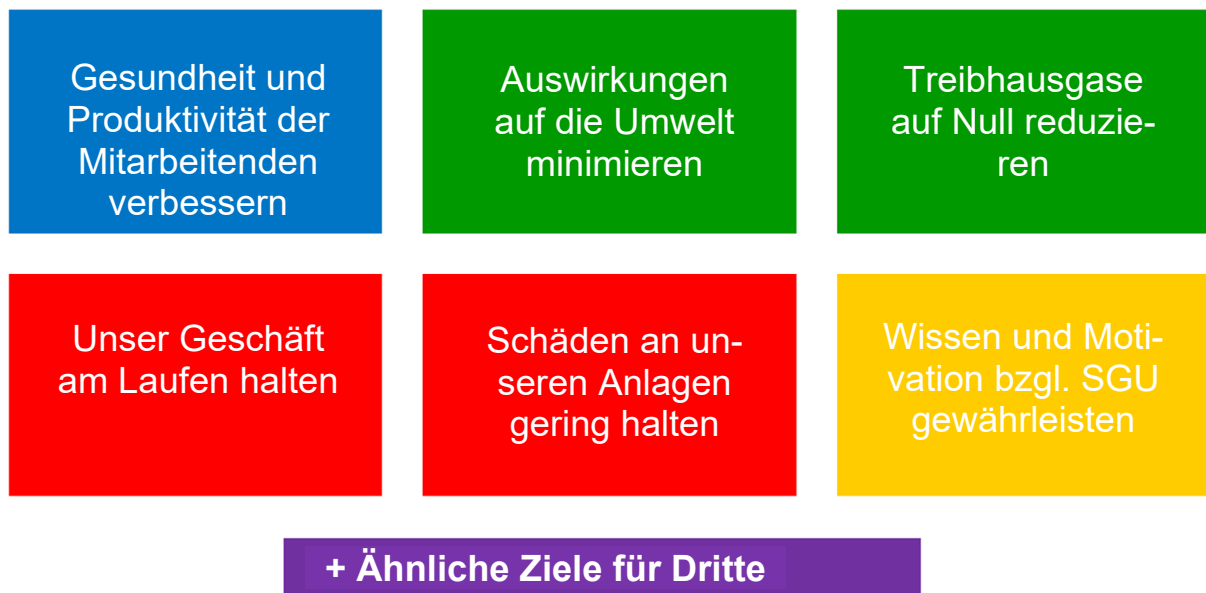 Gesundheit und
Produktivität der
Mitarbeitenden
verbessern
Auswirkungen
auf die Umwelt
minimieren
Treibhausgase
auf Null reduzie-
ren
Unser Geschäft
am Laufen halten
Schäden an un-
seren Anlagen
gering halten
Wissen und Moti-
vation bzgl. SGU
gewährleisten
+ Ähnliche Ziele für Dritte